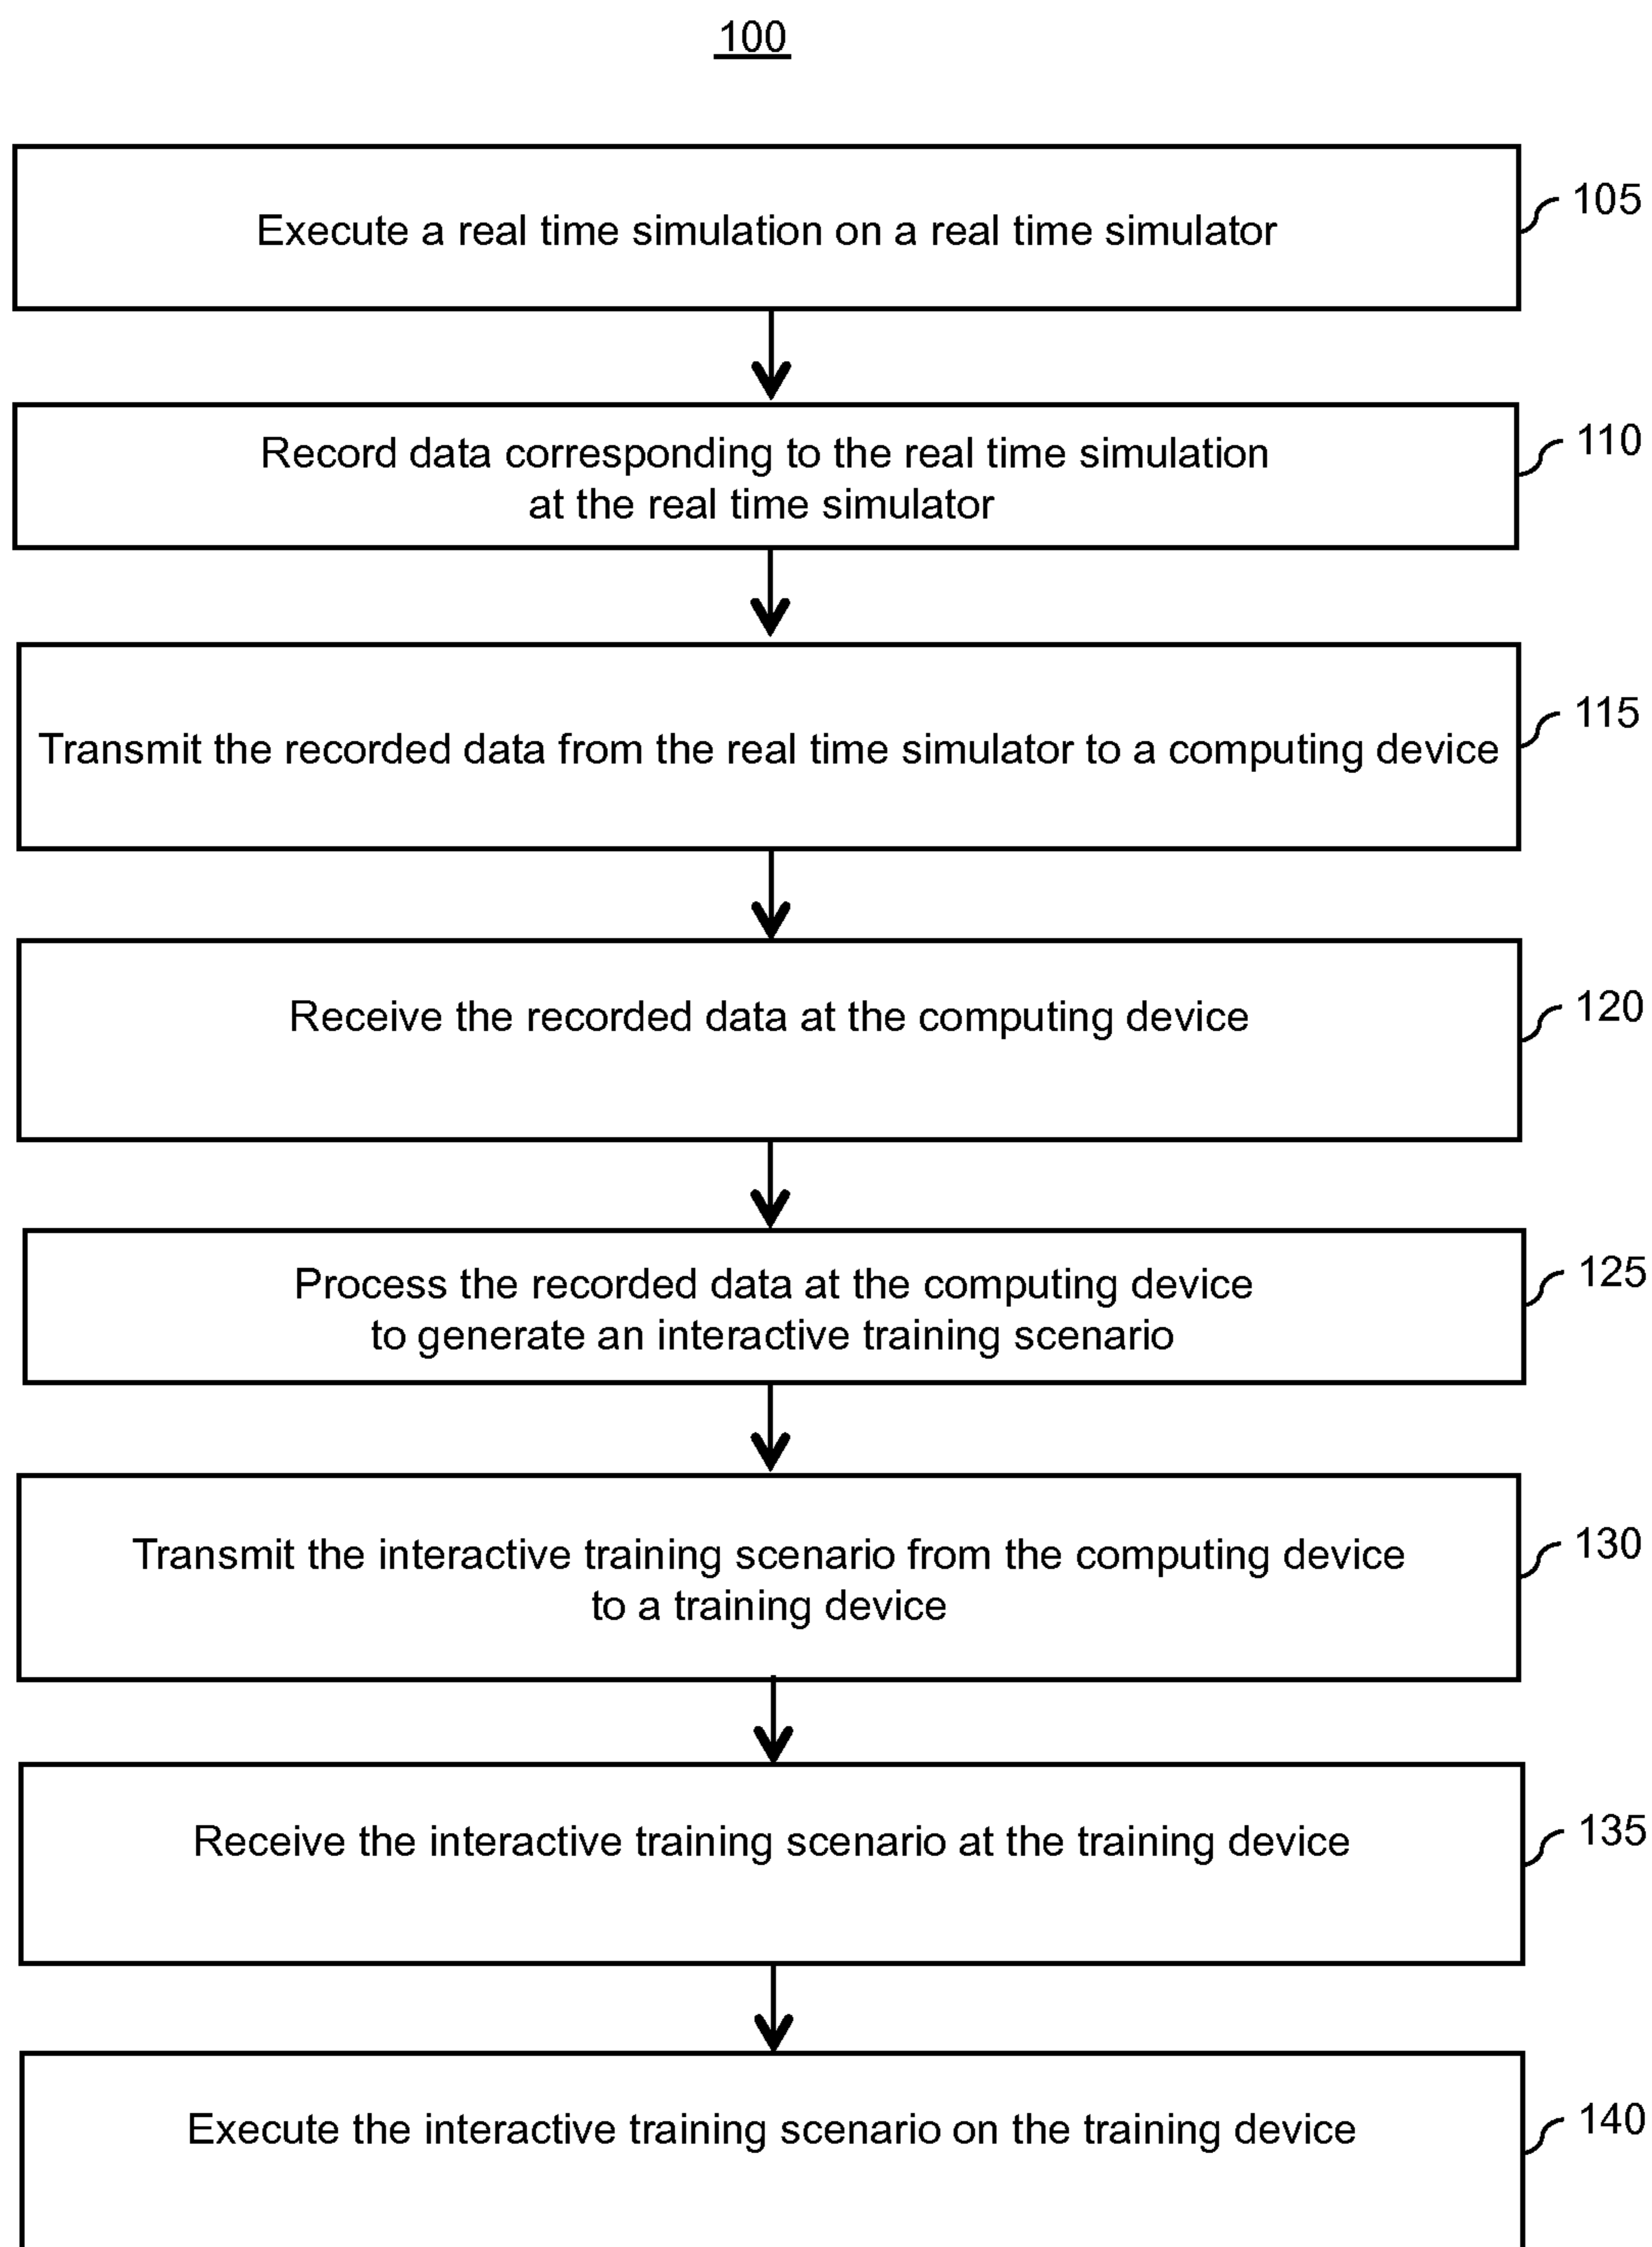 100
Execute a real time simulation on a real time simulator
105
Record data corresponding to the real time simulation
at the real time simulator
110
Transmit the recorded data from the real time simulator to a computing device
115
Receive the recorded data at the computing device
120
Process the recorded data at the computing device
to generate an interactive training scenario
125
Transmit the interactive training scenario from the computing device
to a training device
130
Receive the interactive training scenario at the training device
135
Execute the interactive training scenario on the training device
140